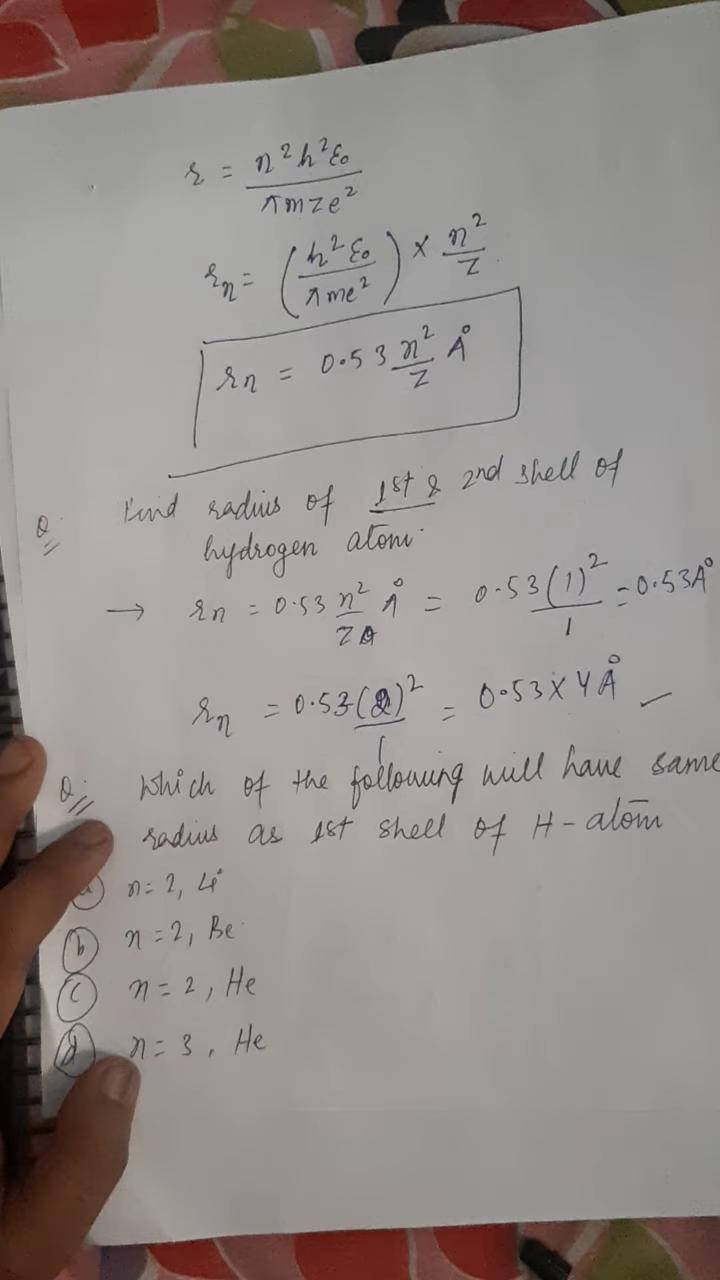 r = n²h²ε₀ / πmze²
rₙ = (h²ε₀ / πme²) × n²/Z
rₙ = 0.53 n²/Z Å
Q: Find radius of 1st & 2nd shell of
hydrogen atom.
→ rₙ = 0.53 n²/Z Å = 0.53(1)²/1 = 0.53A°
rₙ = 0.53(2)²/1 = 0.53 × 4 Å
Q: Which of the following will have same
radius as 1st shell of H-atom
(a) n = 2, Li
(b) n = 2, Be
(c) n = 2, He
(d) n = 3, He